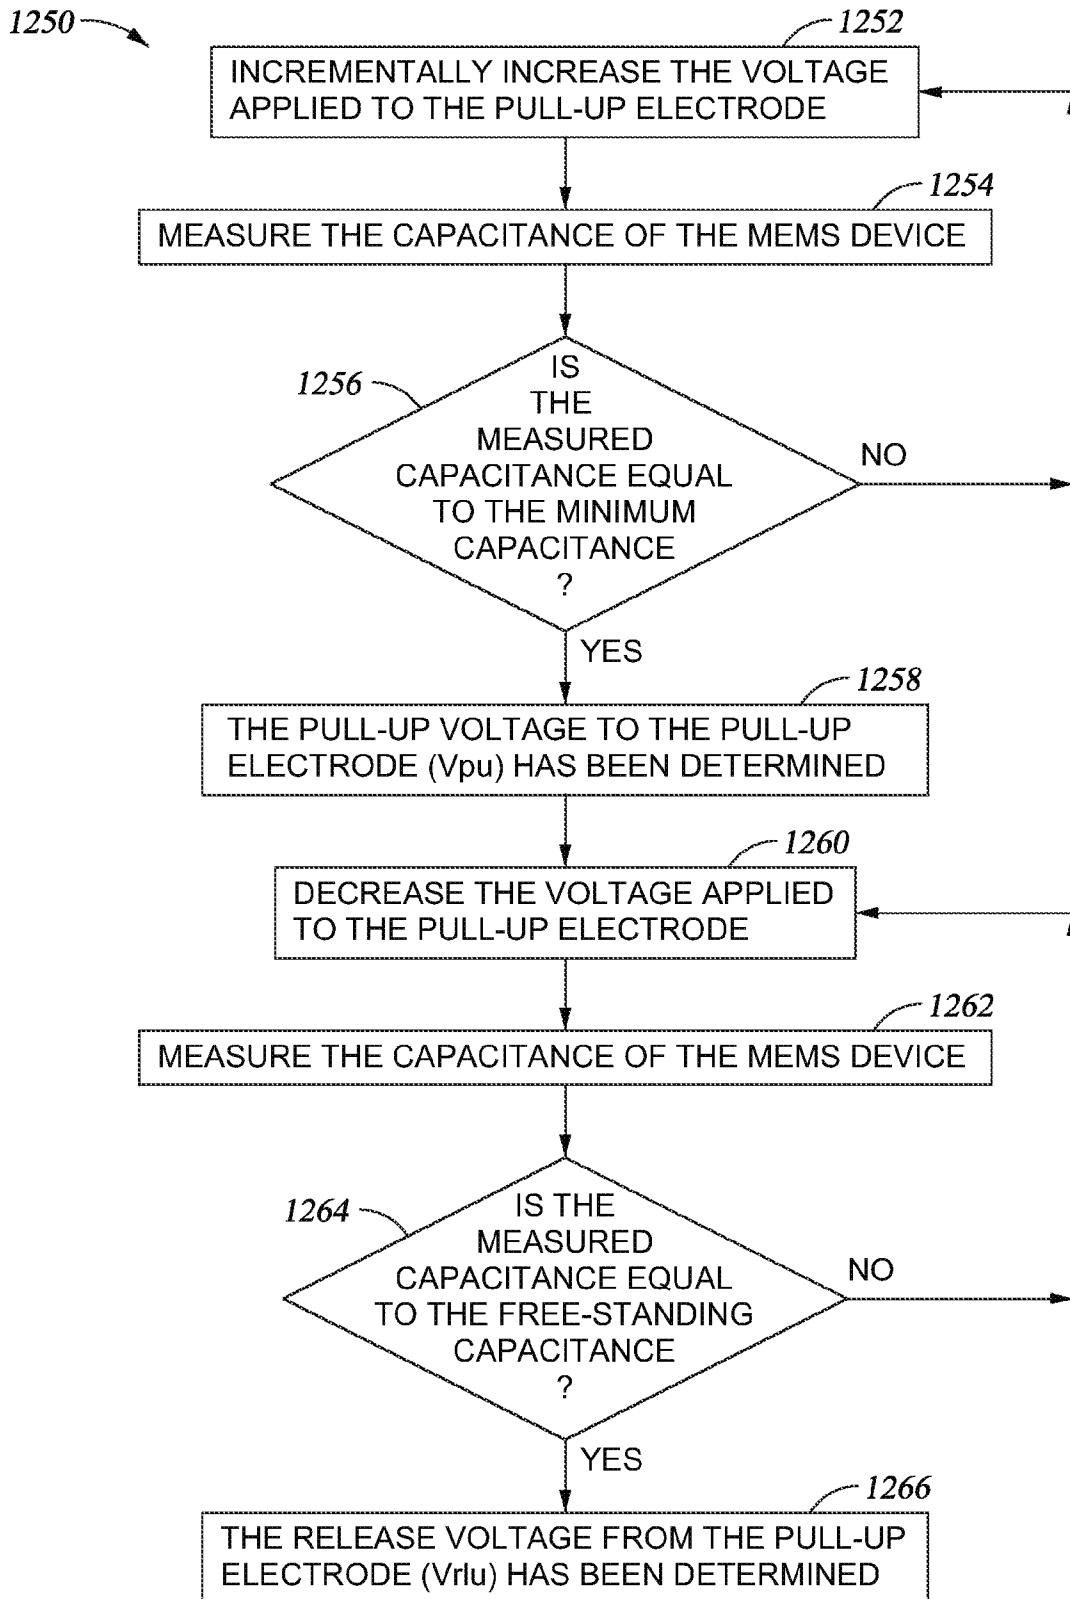 1250
1252
INCREMENTALLY INCREASE THE VOLTAGE
APPLIED TO THE PULL-UP ELECTRODE
1254
MEASURE THE CAPACITANCE OF THE MEMS DEVICE
1256
IS
THE
MEASURED
CAPACITANCE EQUAL
TO THE MINIMUM
CAPACITANCE
?
NO
YES
1258
THE PULL-UP VOLTAGE TO THE PULL-UP
ELECTRODE (Vpu) HAS BEEN DETERMINED
1260
DECREASE THE VOLTAGE APPLIED
TO THE PULL-UP ELECTRODE
1262
MEASURE THE CAPACITANCE OF THE MEMS DEVICE
1264
IS THE
MEASURED
CAPACITANCE EQUAL
TO THE FREE-STANDING
CAPACITANCE
?
NO
YES
1266
THE RELEASE VOLTAGE FROM THE PULL-UP
ELECTRODE (Vrlu) HAS BEEN DETERMINED